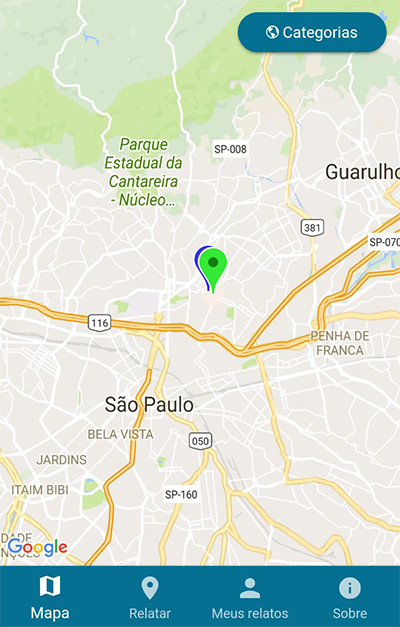 Categorias
Parque
Estadual da
Cantareira
- Núcleo...
SP-008
Guarulho
381
SP-070
116
PENHA DE
FRANCA
São Paulo
BELA VISTA
050
JARDINS
ITAIM BIBI
SP-160
Google
Mapa
Relatar
Meus relatos
Sobre